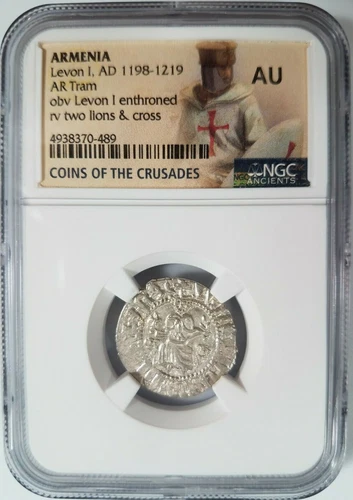 ARMENIA
Levon I, AD 1198-1219
AR Tram
obv Levon I enthroned
rv two lions & cross
4938370-489
AU
COINS OF THE CRUSADES
NGC
NGC
ANCIENTS